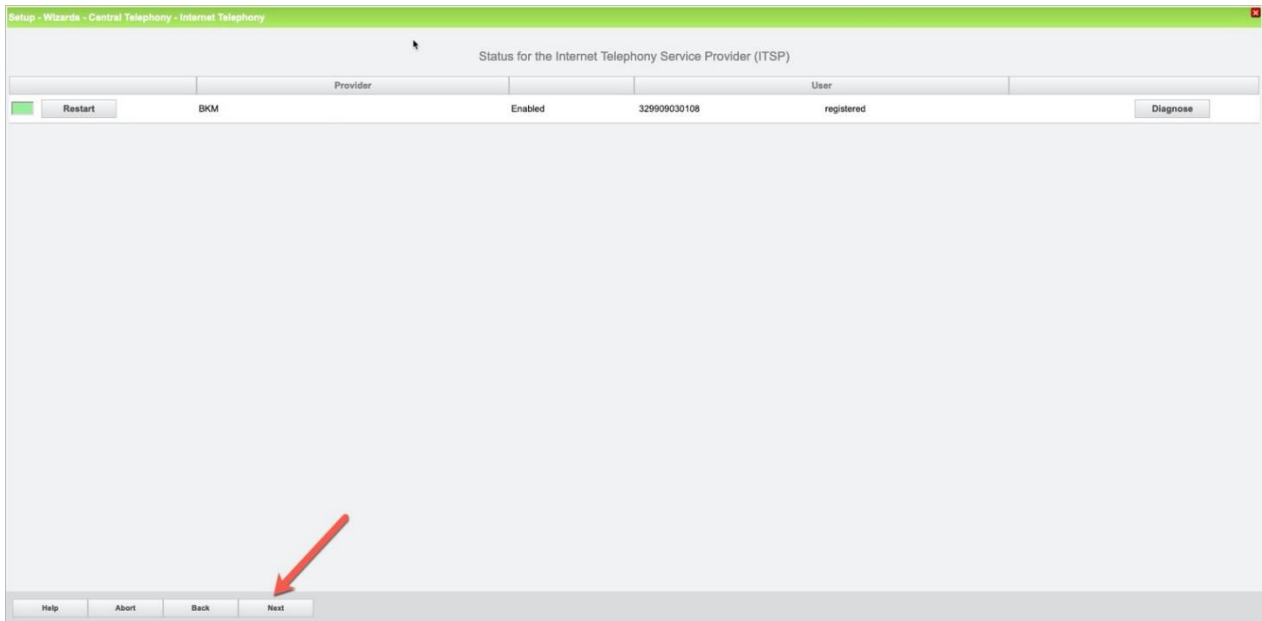 Setup - Wizards - Central Telephony - Internet Telephony
Status for the Internet Telephony Service Provider (ITSP)
Provider User
Restart BKM Enabled 329909030108 registered Diagnose
Help Abort Back Next